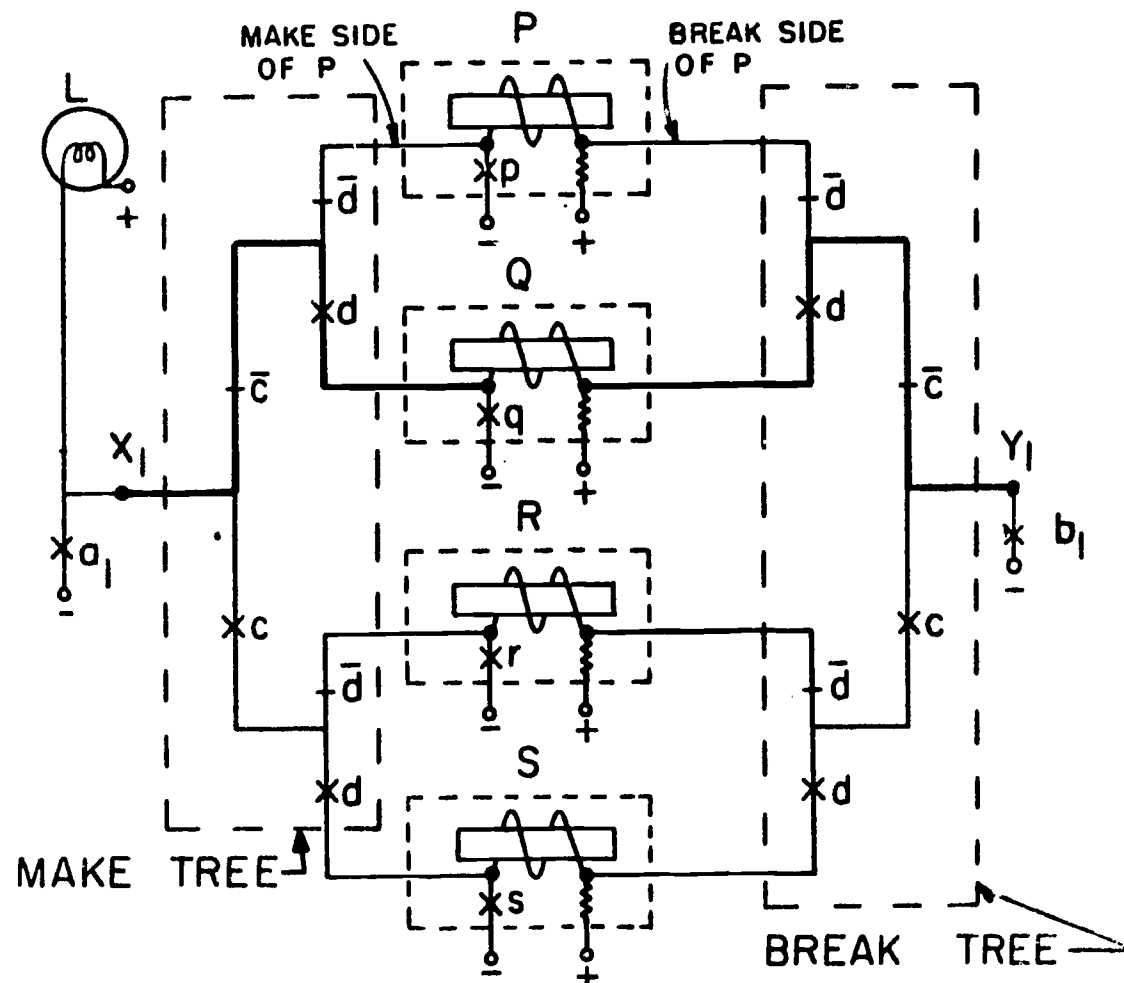 P
MAKE SIDE
OF P
BREAK SIDE
OF P
L
+
d̄
p
−
+
d̄
Q
d
d
c̄
q
−
+
c̄
X₁
Y₁
R
a₁
−
b₁
−
c
r
−
+
c
d̄
d̄
S
d
d
MAKE TREE
s
−
+
BREAK TREE